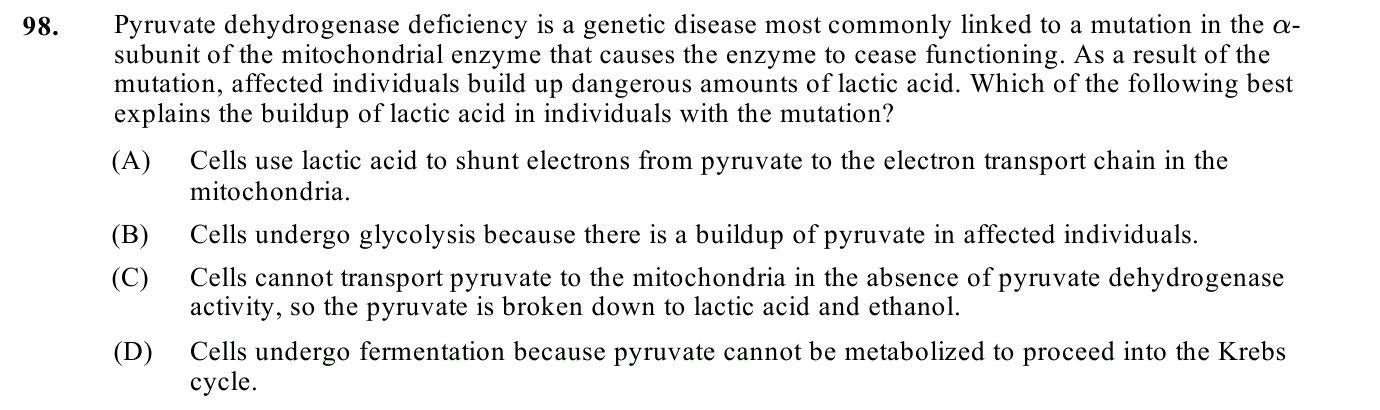 98. Pyruvate dehydrogenase deficiency is a genetic disease most commonly linked to a mutation in the α-
subunit of the mitochondrial enzyme that causes the enzyme to cease functioning. As a result of the
mutation, affected individuals build up dangerous amounts of lactic acid. Which of the following best
explains the buildup of lactic acid in individuals with the mutation?
(A) Cells use lactic acid to shunt electrons from pyruvate to the electron transport chain in the
mitochondria.
(B) Cells undergo glycolysis because there is a buildup of pyruvate in affected individuals.
(C) Cells cannot transport pyruvate to the mitochondria in the absence of pyruvate dehydrogenase
activity, so the pyruvate is broken down to lactic acid and ethanol.
(D) Cells undergo fermentation because pyruvate cannot be metabolized to proceed into the Krebs
cycle.